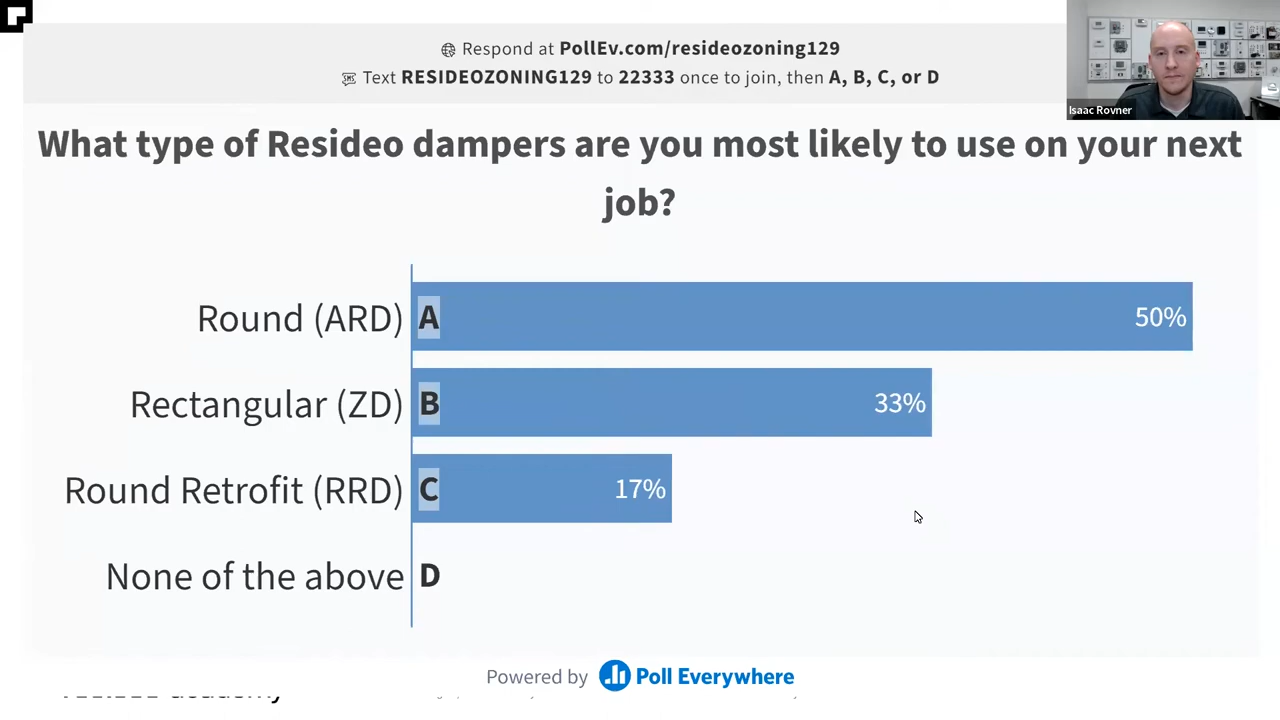 Respond at PollEv.com/resideozoning129
Text RESIDEOZONING129 to 22333 once to join, then A, B, C, or D
Isaac Rovner
What type of Resideo dampers are you most likely to use on your next
job?
Round (ARD) A 50%
Rectangular (ZD) B 33%
Round Retrofit (RRD) C 17%
None of the above D
Powered by Poll Everywhere
academy